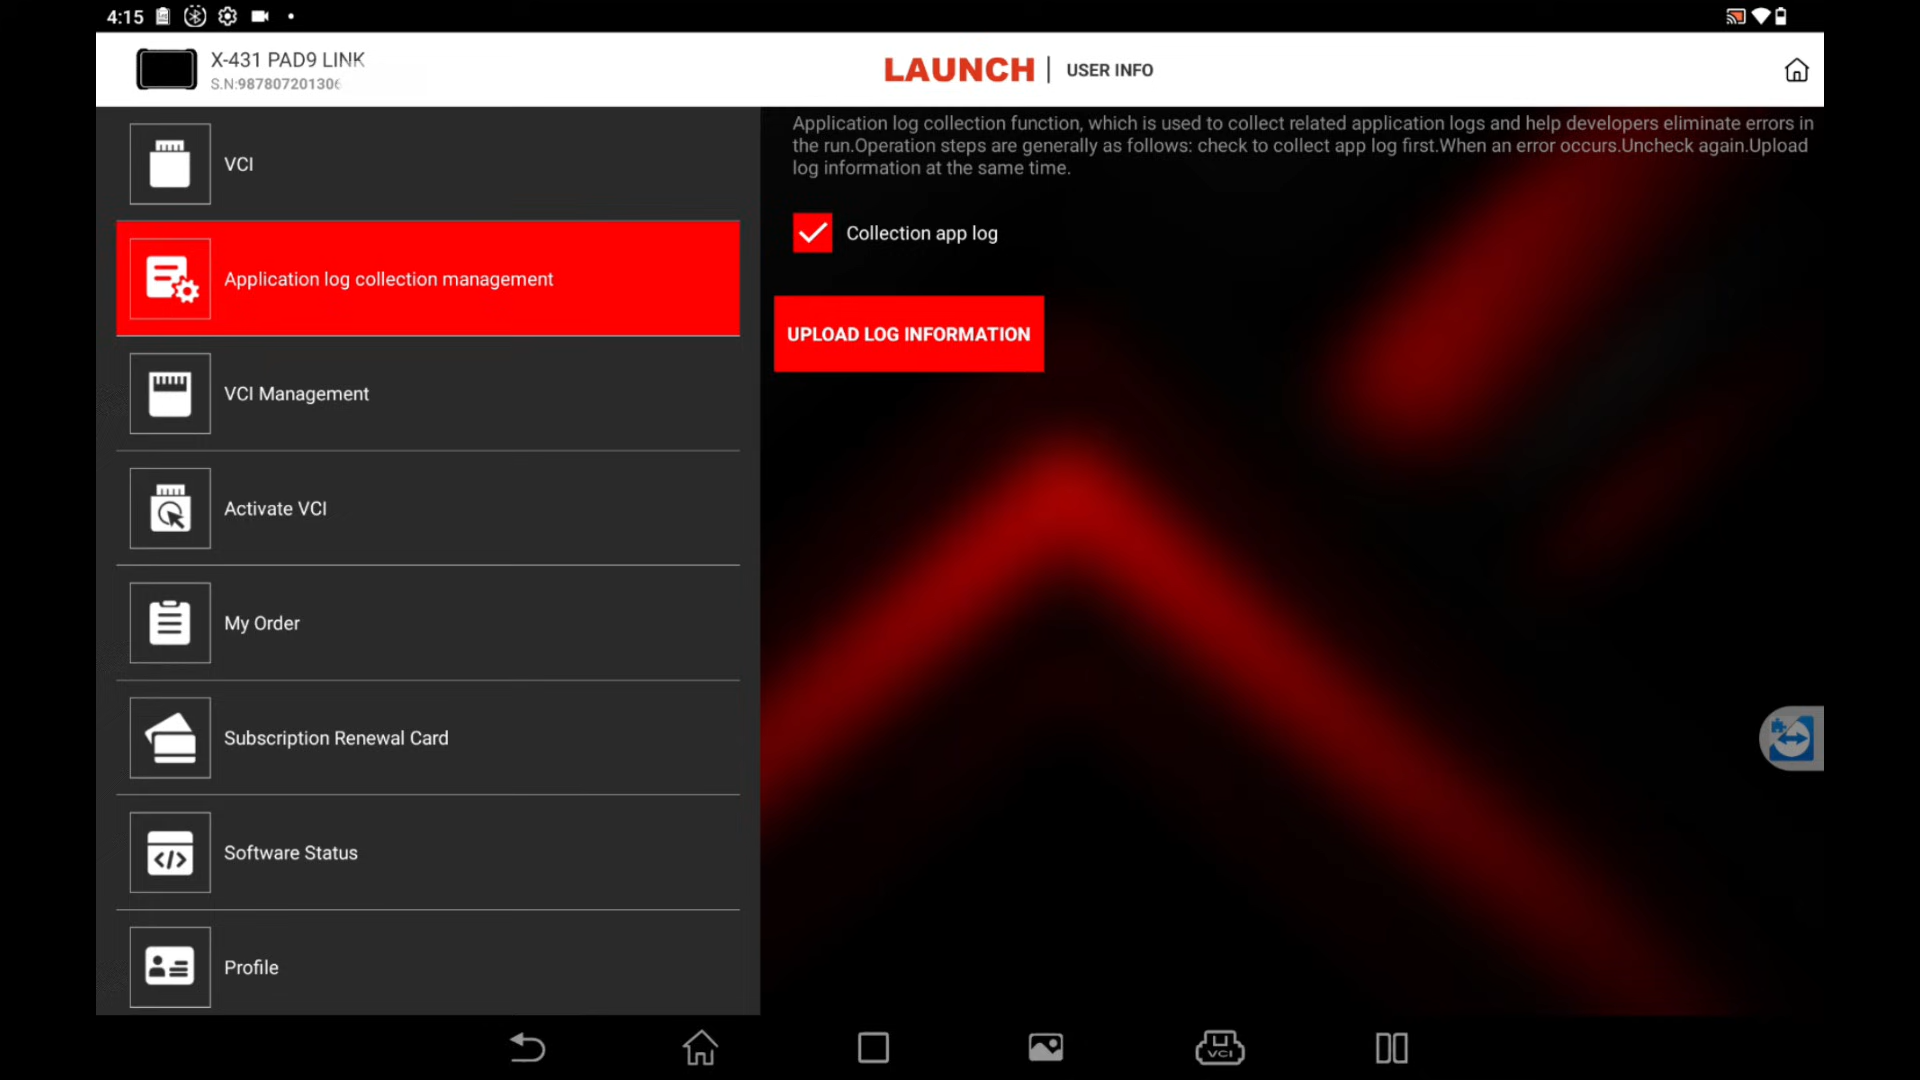 4:15
X-431 PAD9 LINK
S.N:987807201306
LAUNCH | USER INFO
VCI
Application log collection management
VCI Management
Activate VCI
My Order
Subscription Renewal Card
Software Status
Profile
Application log collection function, which is used to collect related application logs and help developers eliminate errors in
the run.Operation steps are generally as follows: check to collect app log first.When an error occurs.Uncheck again.Upload
log information at the same time.
Collection app log
UPLOAD LOG INFORMATION
VCI